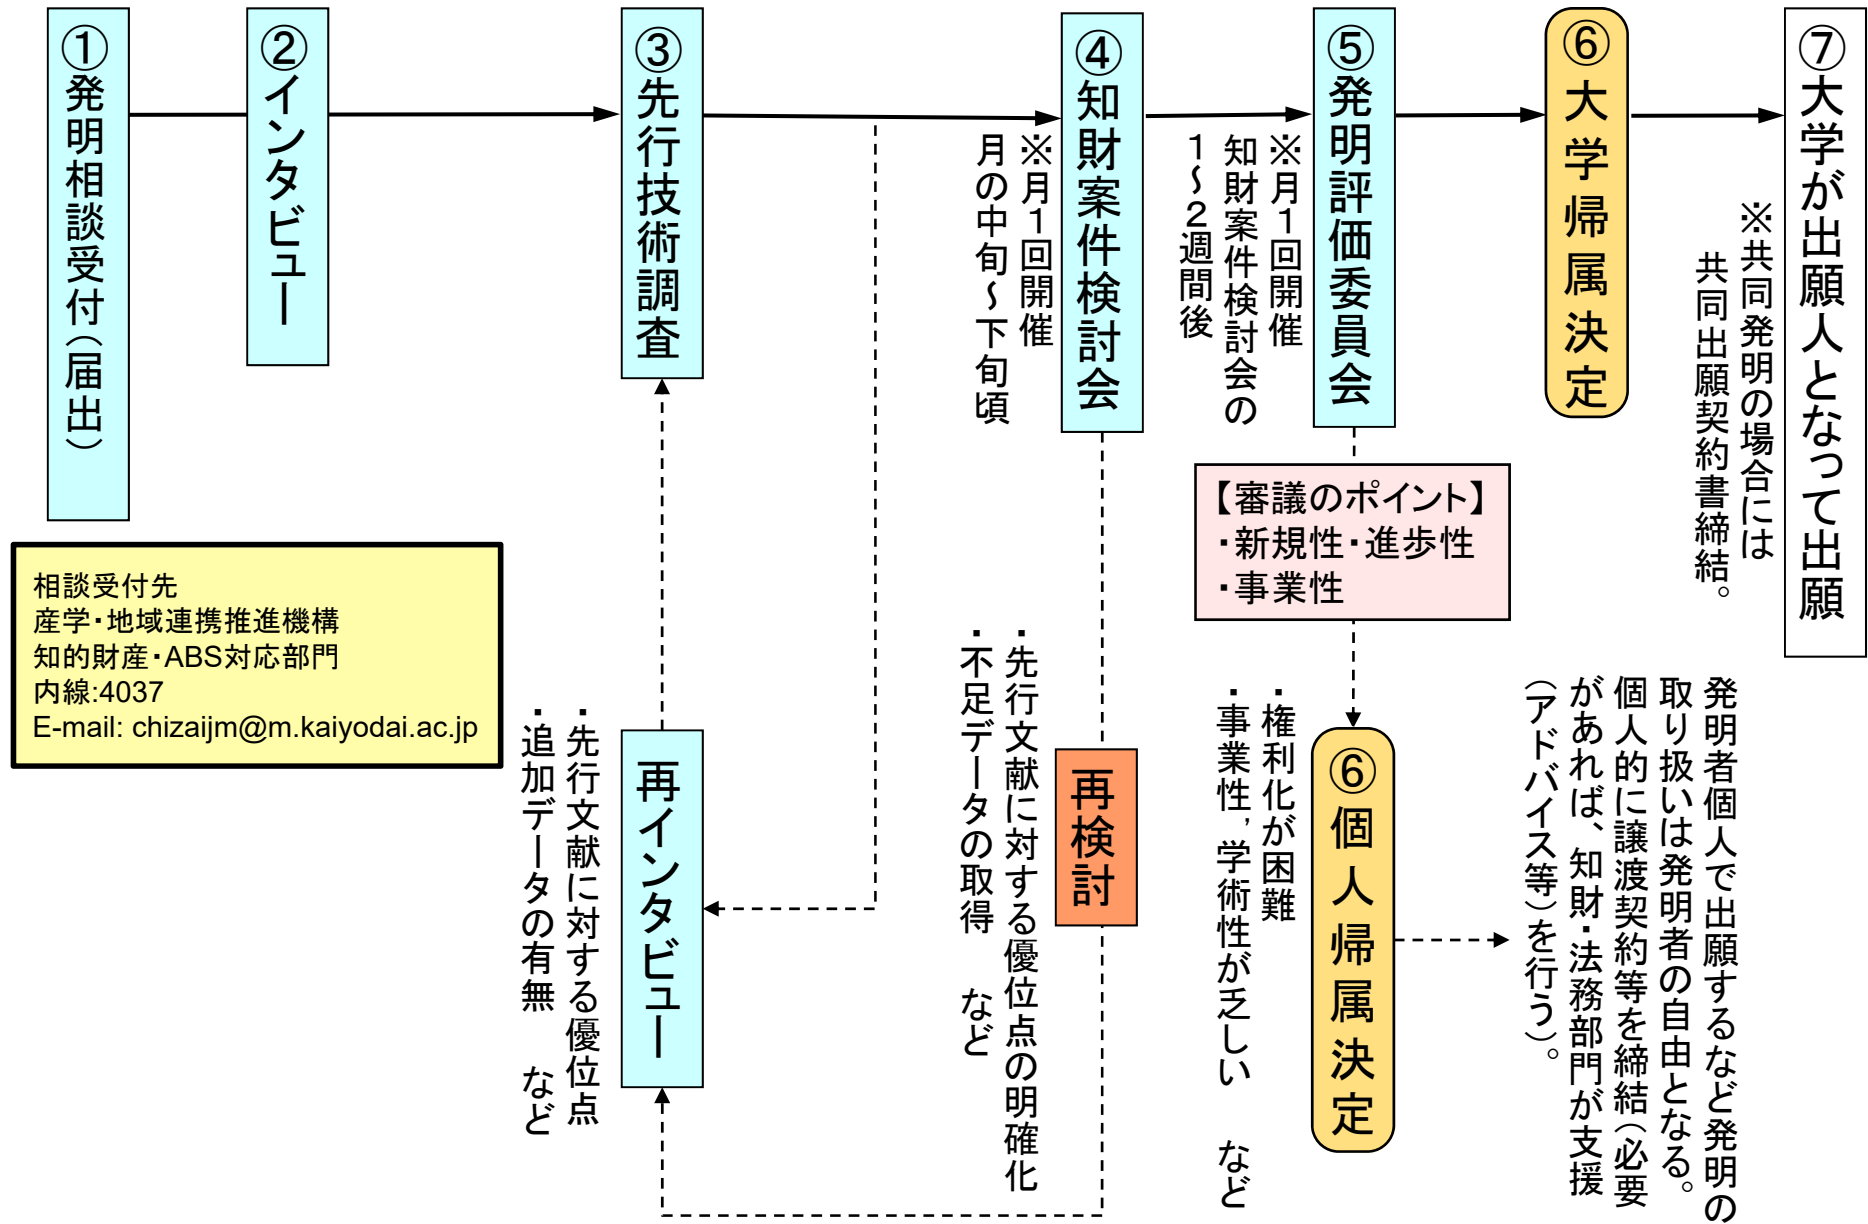 ①発明相談受付（届出）
②インタビュー
③先行技術調査
④知財案件検討会
※月１回開催
月の中旬～下旬頃
⑤発明評価委員会
※月１回開催
知財案件検討会の
１～２週間後
⑥大学帰属決定
⑦大学が出願人となって出願
※共同発明の場合には
共同出願契約書締結。
【審議のポイント】
・新規性・進歩性
・事業性
相談受付先
産学・地域連携推進機構
知的財産・ABS対応部門
内線:4037
E-mail: chizaijm@m.kaiyodai.ac.jp
再インタビュー
・先行文献に対する優位点
・追加データの有無　など
再検討
・先行文献に対する優位点の明確化
・不足データの取得　など
⑥個人帰属決定
・権利化が困難
・事業性，学術性が乏しい　など
発明者個人で出願するなど発明の
取り扱いは発明者の自由となる。
個人的に譲渡契約等を締結（必要
があれば、知財・法務部門が支援
（アドバイス等）を行う）。